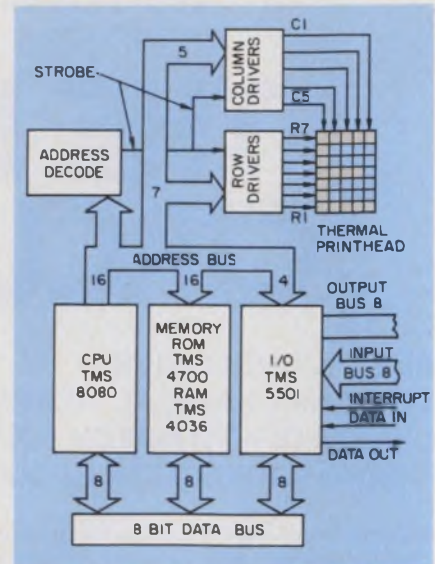 5
C1
STROBE
COLUMN
DRIVERS
C5
ADDRESS
DECODE
R7
ROW
DRIVERS
7
R1
THERMAL
PRINTHEAD
ADDRESS BUS
16
16
4
OUTPUT
BUS 8
CPU
TMS
8080
MEMORY
ROM
TMS
4700
RAM
TMS
4036
I/O
TMS
5501
INPUT
BUS 8
INTERRUPT
DATA IN
DATA OUT
8
8
8
8 BIT DATA BUS